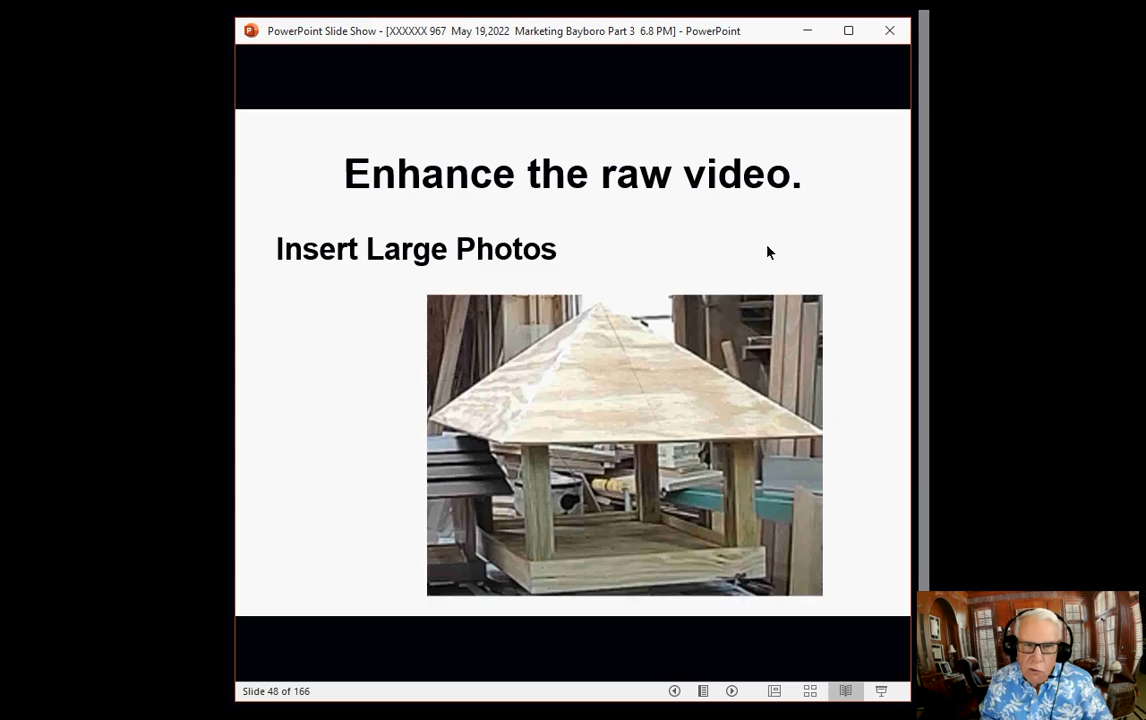 PowerPoint Slide Show - [XXXXXX 967 May 19,2022 Marketing Bayboro Part 3 6.8 PM] - PowerPoint
Enhance the raw video.
Insert Large Photos
Slide 48 of 166